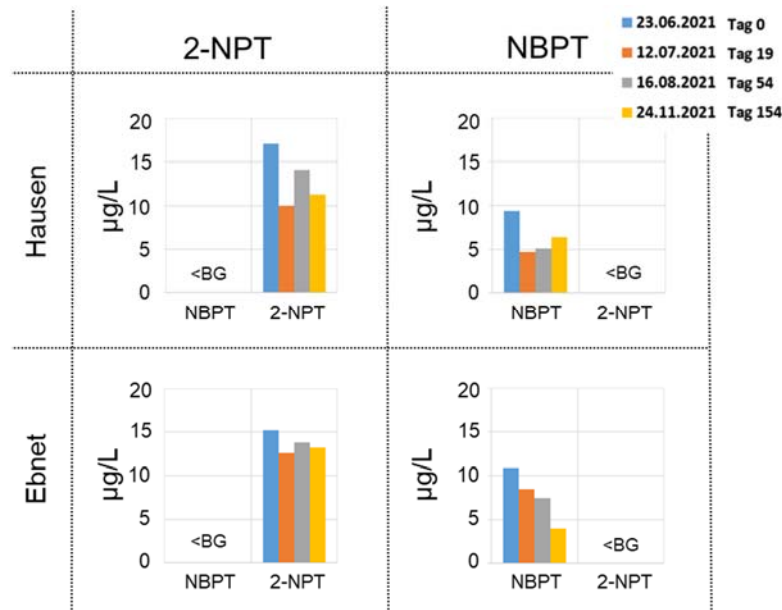 2-NPT
NBPT
23.06.2021 Tag 0
12.07.2021 Tag 19
16.08.2021 Tag 54
24.11.2021 Tag 154
Hausen
µg/L
20
15
10
5
0
<BG
NBPT
2-NPT
µg/L
20
15
10
5
0
<BG
NBPT
2-NPT
Ebnet
µg/L
20
15
10
5
0
<BG
NBPT
2-NPT
µg/L
20
15
10
5
0
<BG
NBPT
2-NPT